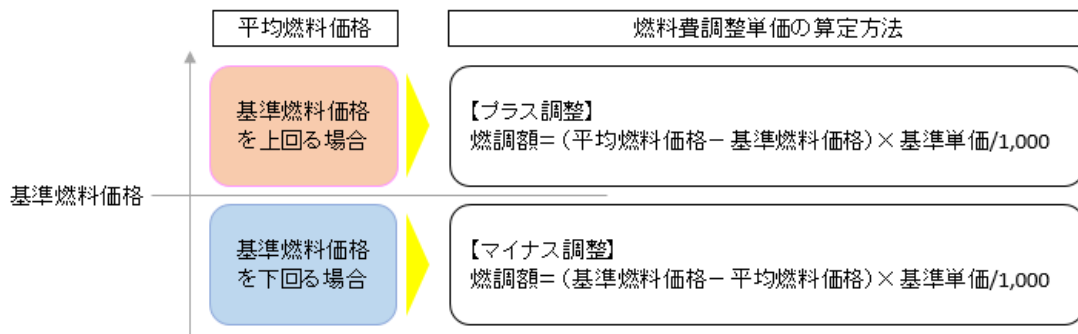 平均燃料価格
燃料費調整単価の算定方法
基準燃料価格
を上回る場合
【プラス調整】
燃調額=(平均燃料価格－基準燃料価格)×基準単価/1,000
基準燃料価格
基準燃料価格
を下回る場合
【マイナス調整】
燃調額=(基準燃料価格－平均燃料価格)×基準単価/1,000